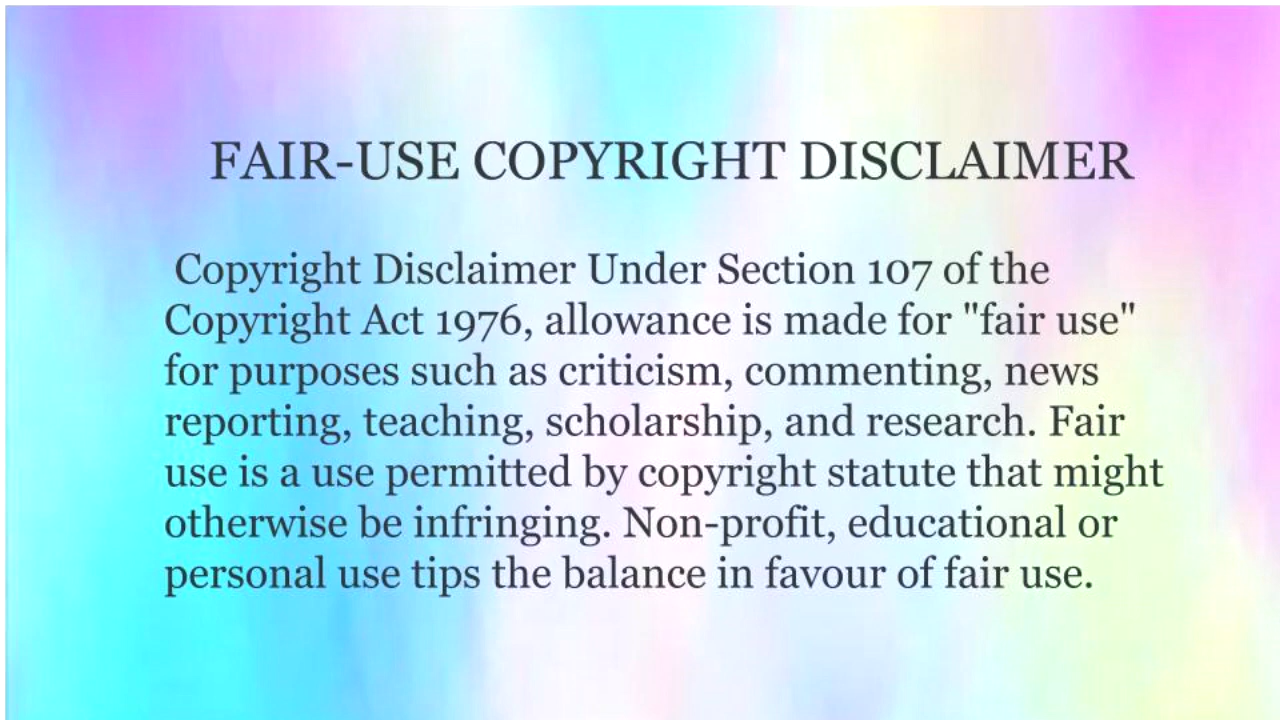 FAIR-USE COPYRIGHT DISCLAIMER
Copyright Disclaimer Under Section 107 of the
Copyright Act 1976, allowance is made for "fair use"
for purposes such as criticism, commenting, news
reporting, teaching, scholarship, and research. Fair
use is a use permitted by copyright statute that might
otherwise be infringing. Non-profit, educational or
personal use tips the balance in favour of fair use.